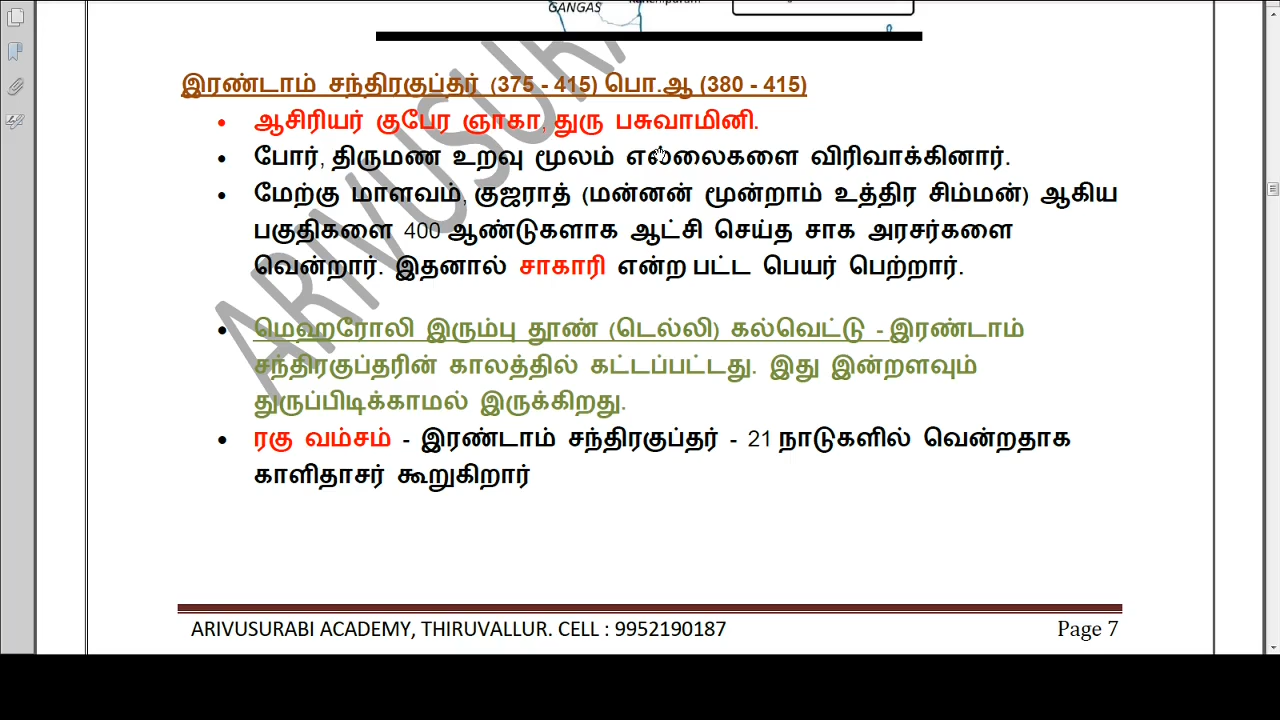 GANGAS
இரண்டாம் சந்திரகுப்தர் (375 - 415) பொ.ஆ (380 - 415)
• ஆசிரியர் குபேர ஞாகா, துரு பசுவாமினி.
• போர், திருமண உறவு மூலம் எல்லைகளை விரிவாக்கினார்.
• மேற்கு மாளவம், குஜராத் (மன்னன் மூன்றாம் உத்திர சிம்மன்) ஆகிய
பகுதிகளை 400 ஆண்டுகளாக ஆட்சி செய்த சாக அரசர்களை
வென்றார். இதனால் சாகாரி என்ற பட்ட பெயர் பெற்றார்.
• மெஹரோலி இரும்பு தூண் (டெல்லி) கல்வெட்டு - இரண்டாம்
சந்திரகுப்தரின் காலத்தில் கட்டப்பட்டது. இது இன்றளவும்
துருப்பிடிக்காமல் இருக்கிறது.
• ரகு வம்சம் - இரண்டாம் சந்திரகுப்தர் - 21 நாடுகளில் வென்றதாக
காளிதாசர் கூறுகிறார்
ARIVUSURA
ARIVUSURABI ACADEMY, THIRUVALLUR. CELL : 9952190187 Page 7